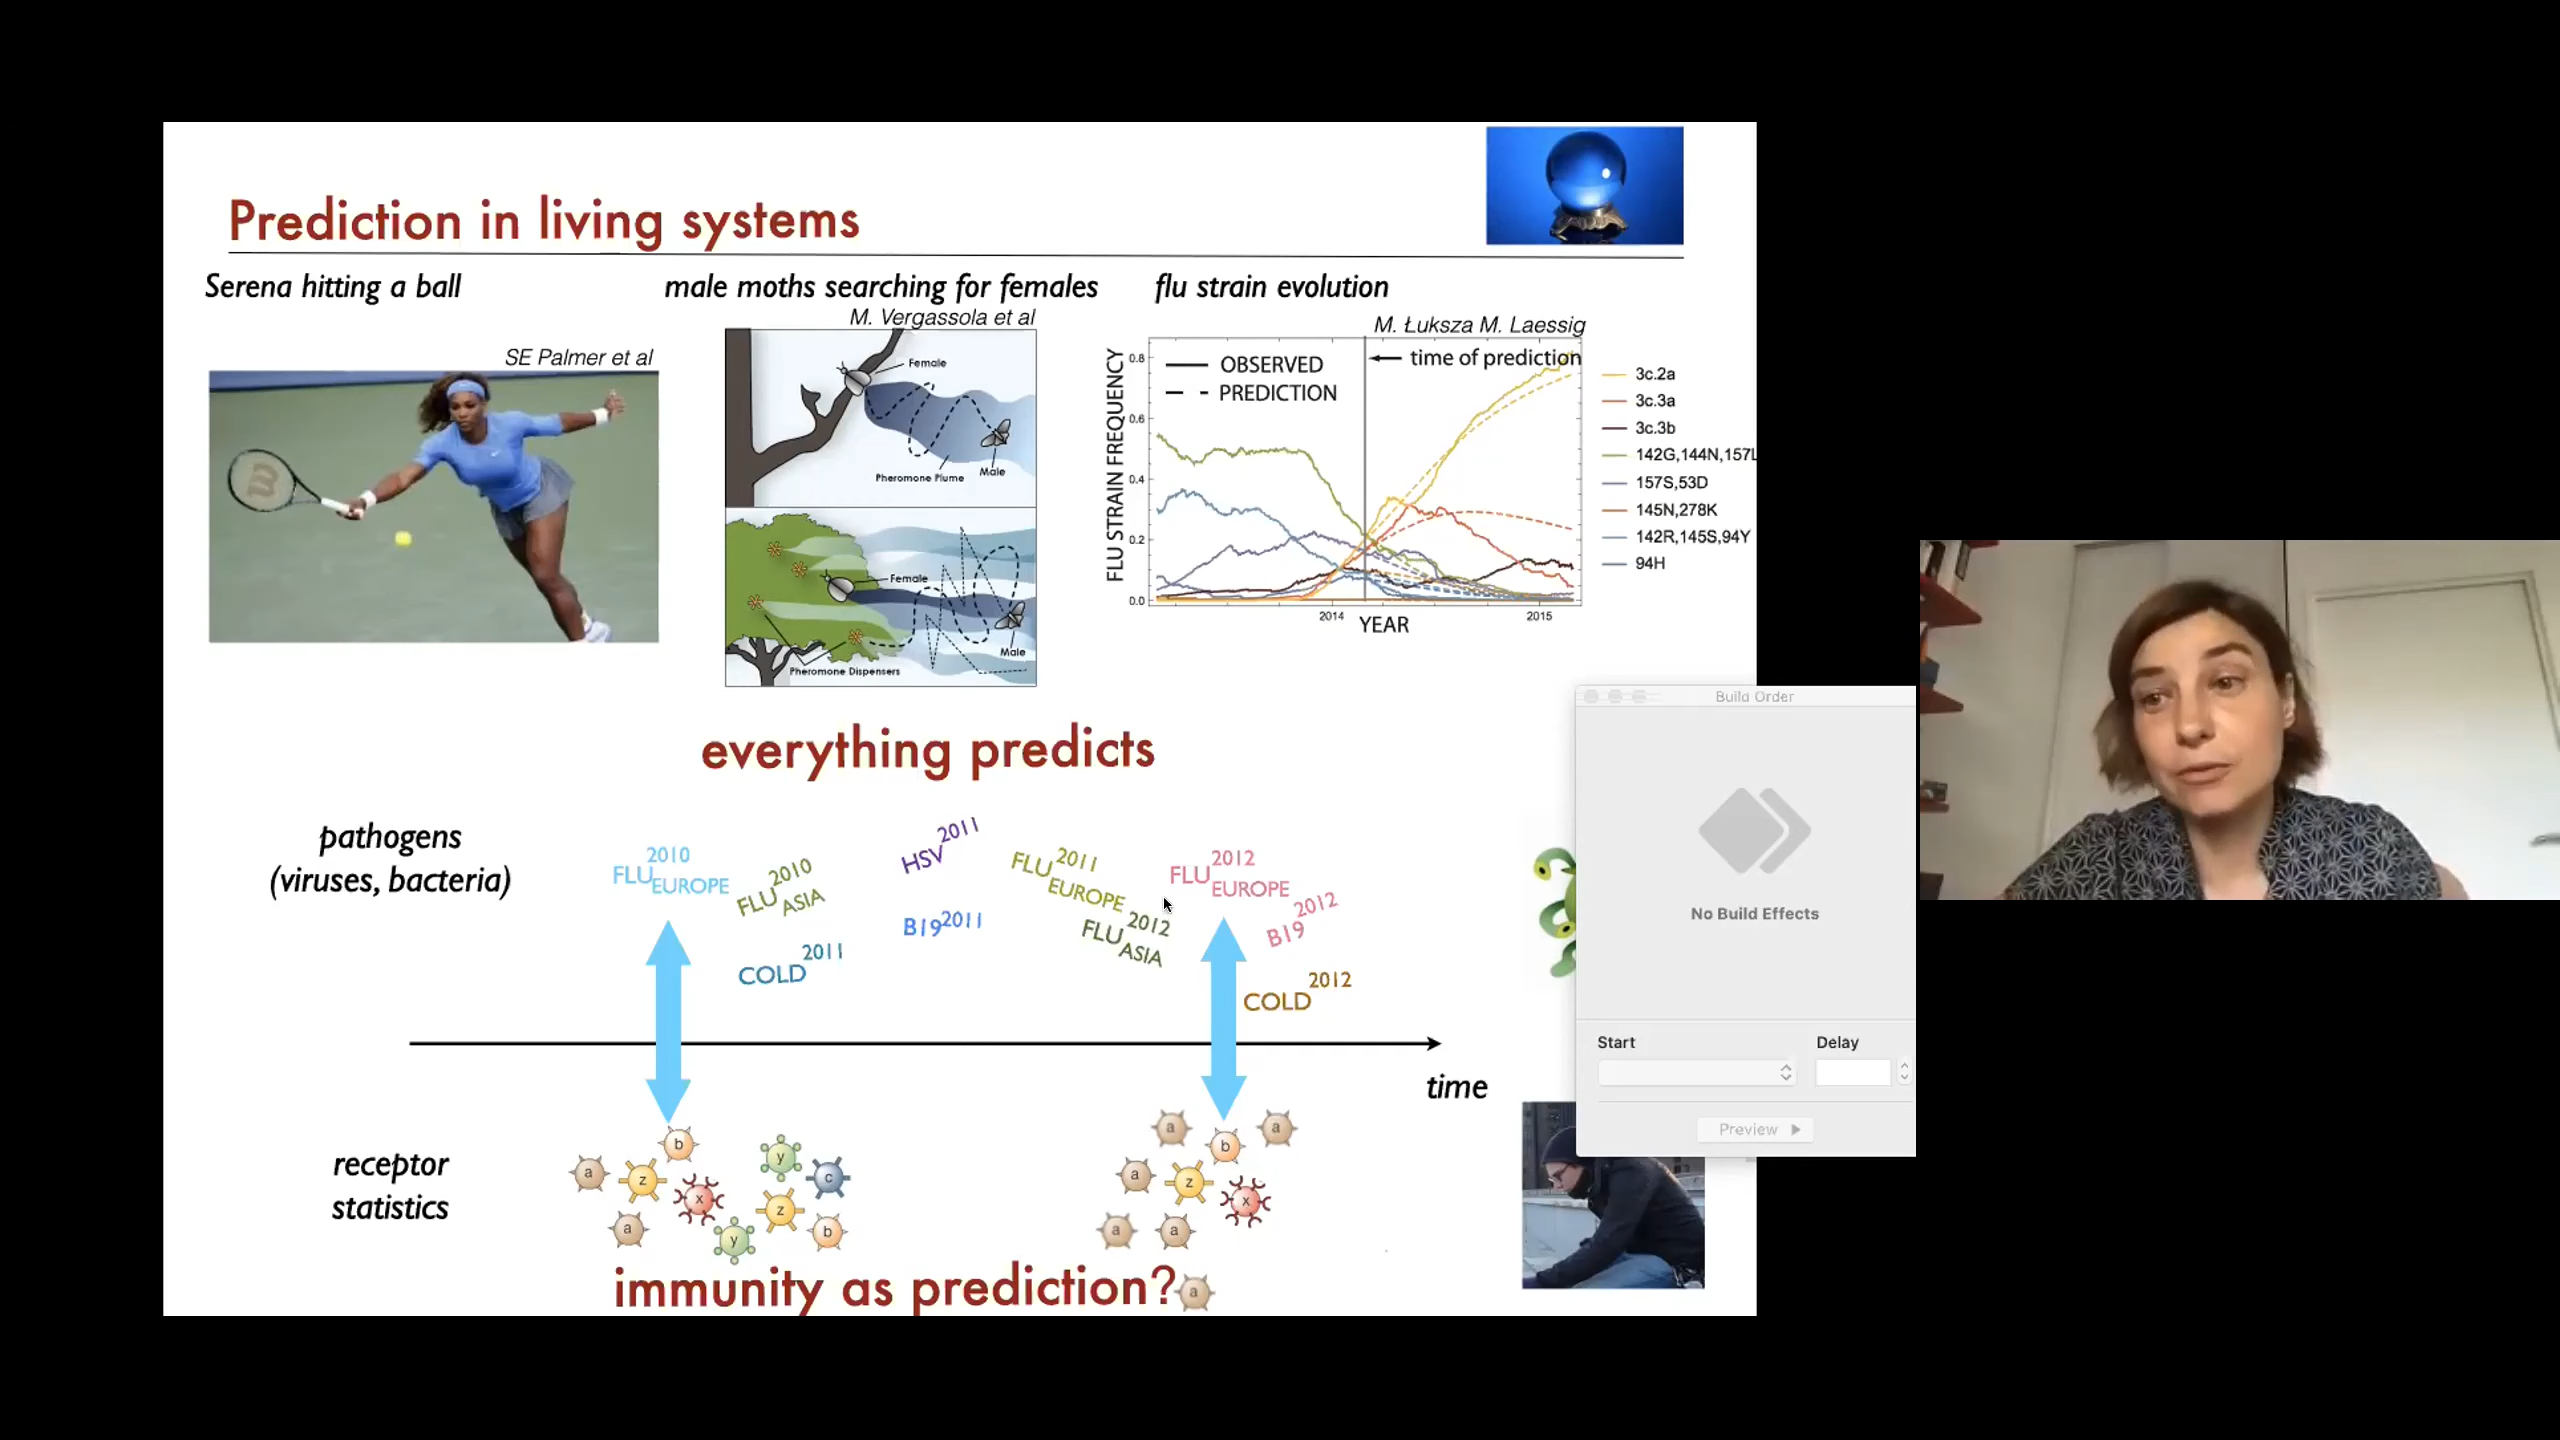 Prediction in living systems
Serena hitting a ball
male moths searching for females
flu strain evolution
SE Palmer et al
M. Vergassola et al
M. Łuksza M. Laessig
Female
Pheromone Plume
Male
Female
Male
Pheromone Dispensers
FLU STRAIN FREQUENCY
0.8
0.6
0.4
0.2
0.0
OBSERVED
PREDICTION
time of prediction
2014
2015
YEAR
3c.2a
3c.3a
3c.3b
142G,144N,157L
157S,53D
145N,278K
142R,145S,94Y
94H
everything predicts
pathogens
(viruses, bacteria)
FLU 2010 EUROPE
FLU 2010 ASIA
COLD 2011
HSV 2011
B19 2011
FLU 2011 EUROPE
FLU 2012 ASIA
FLU 2012 EUROPE
B19 2012
COLD 2012
time
receptor
statistics
a
z
b
x
a
y
c
z
y
b
a
b
a
a
z
x
a
a
immunity as prediction?
a
Build Order
No Build Effects
Start
Delay
Preview